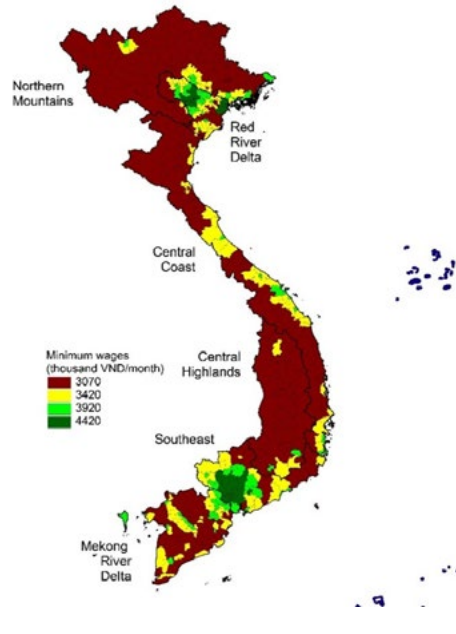 Northern
Mountains
Red
River
Delta
Central
Coast
Minimum wages
(thousand VND/month)
3070
3420
3920
4420
Central
Highlands
Southeast
Mekong
River
Delta